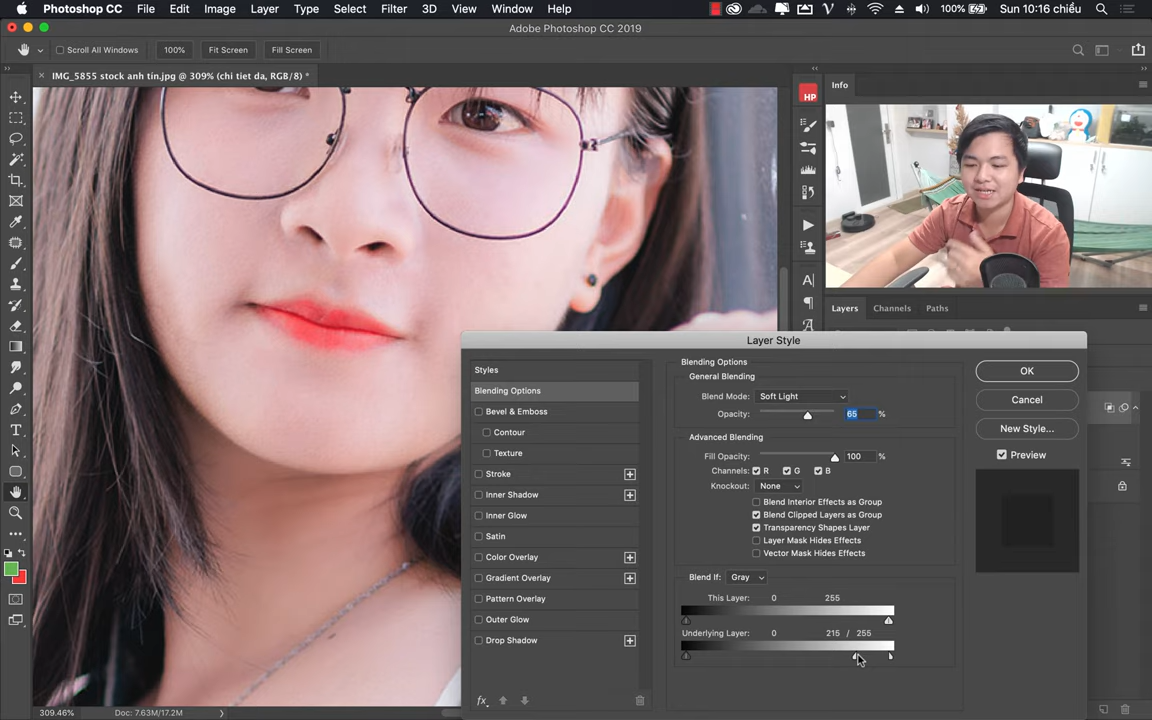 Photoshop CC File Edit Image Layer Type Select Filter 3D View Window Help 100% Sun 10:16 chiều
Adobe Photoshop CC 2019
Scroll All Windows 100% Fit Screen Fill Screen
IMG_5855 stock anh tin.jpg @ 309% (chi tiet da, RGB/8) *
HP
Info
Layers Channels Paths
Layer Style
Styles
Blending Options
Bevel & Emboss
Contour
Texture
Stroke
Inner Shadow
Inner Glow
Satin
Color Overlay
Gradient Overlay
Pattern Overlay
Outer Glow
Drop Shadow
fx
Blending Options
General Blending
Blend Mode: Soft Light
Opacity: 65 %
Advanced Blending
Fill Opacity: 100 %
Channels: R G B
Knockout: None
Blend Interior Effects as Group
Blend Clipped Layers as Group
Transparency Shapes Layer
Layer Mask Hides Effects
Vector Mask Hides Effects
Blend If: Gray
This Layer: 0 255
Underlying Layer: 0 215 / 255
OK
Cancel
New Style...
Preview
309.46% Doc: 7.63M/17.2M